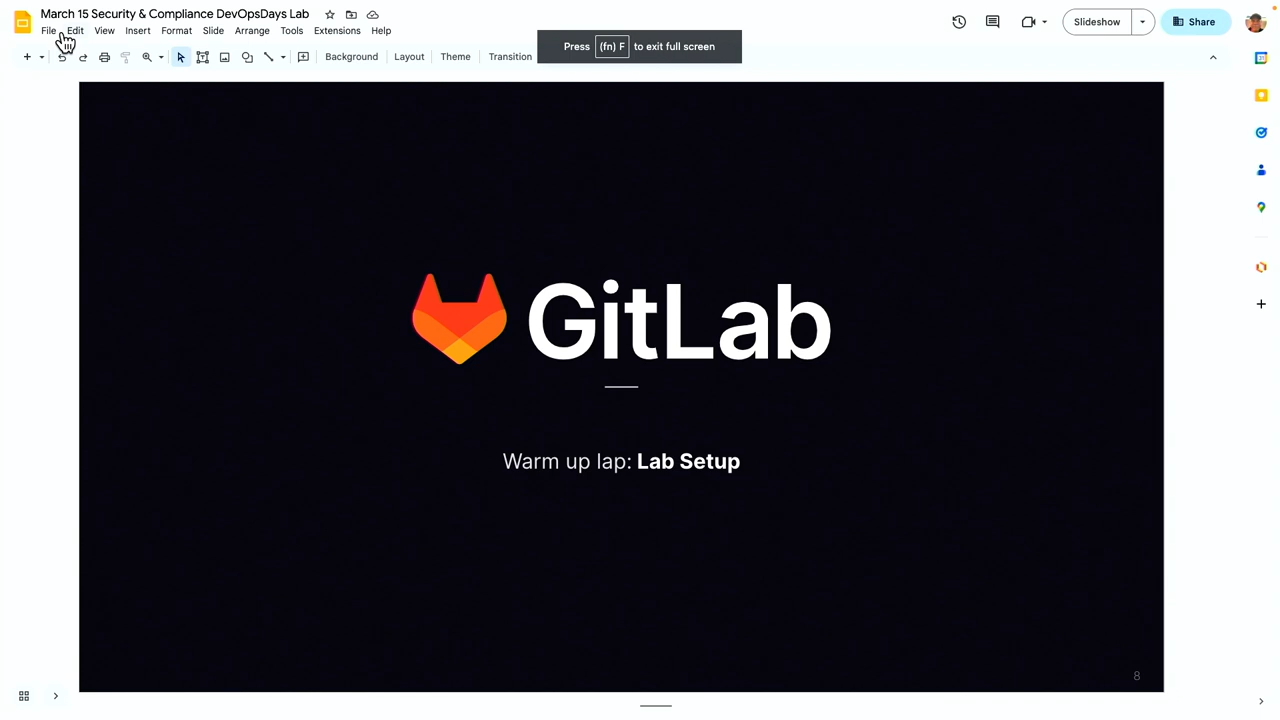 March 15 Security & Compliance DevOpsDays Lab
File Edit View Insert Format Slide Arrange Tools Extensions Help
Slideshow
Share
Press (fn) F to exit full screen
Background Layout Theme Transition
GitLab
Warm up lap: Lab Setup
8